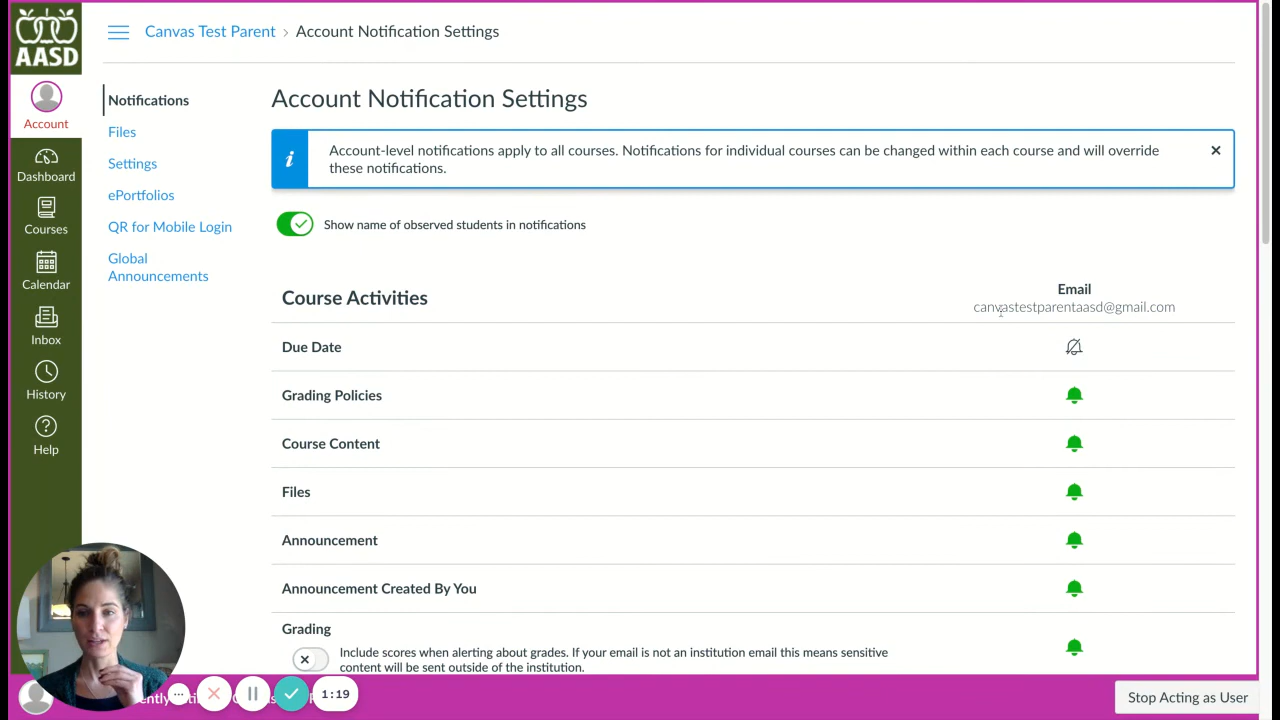 AASD
Canvas Test Parent › Account Notification Settings
Account
Dashboard
Courses
Calendar
Inbox
History
Help
Notifications
Files
Settings
ePortfolios
QR for Mobile Login
Global
Announcements
Account Notification Settings
i
Account-level notifications apply to all courses. Notifications for individual courses can be changed within each course and will override
these notifications.
Show name of observed students in notifications
Course Activities
Email
canvastestparentaasd@gmail.com
Due Date
Grading Policies
Course Content
Files
Announcement
Announcement Created By You
Grading
Include scores when alerting about grades. If your email is not an institution email this means sensitive
content will be sent outside of the institution.
1:19
Stop Acting as User